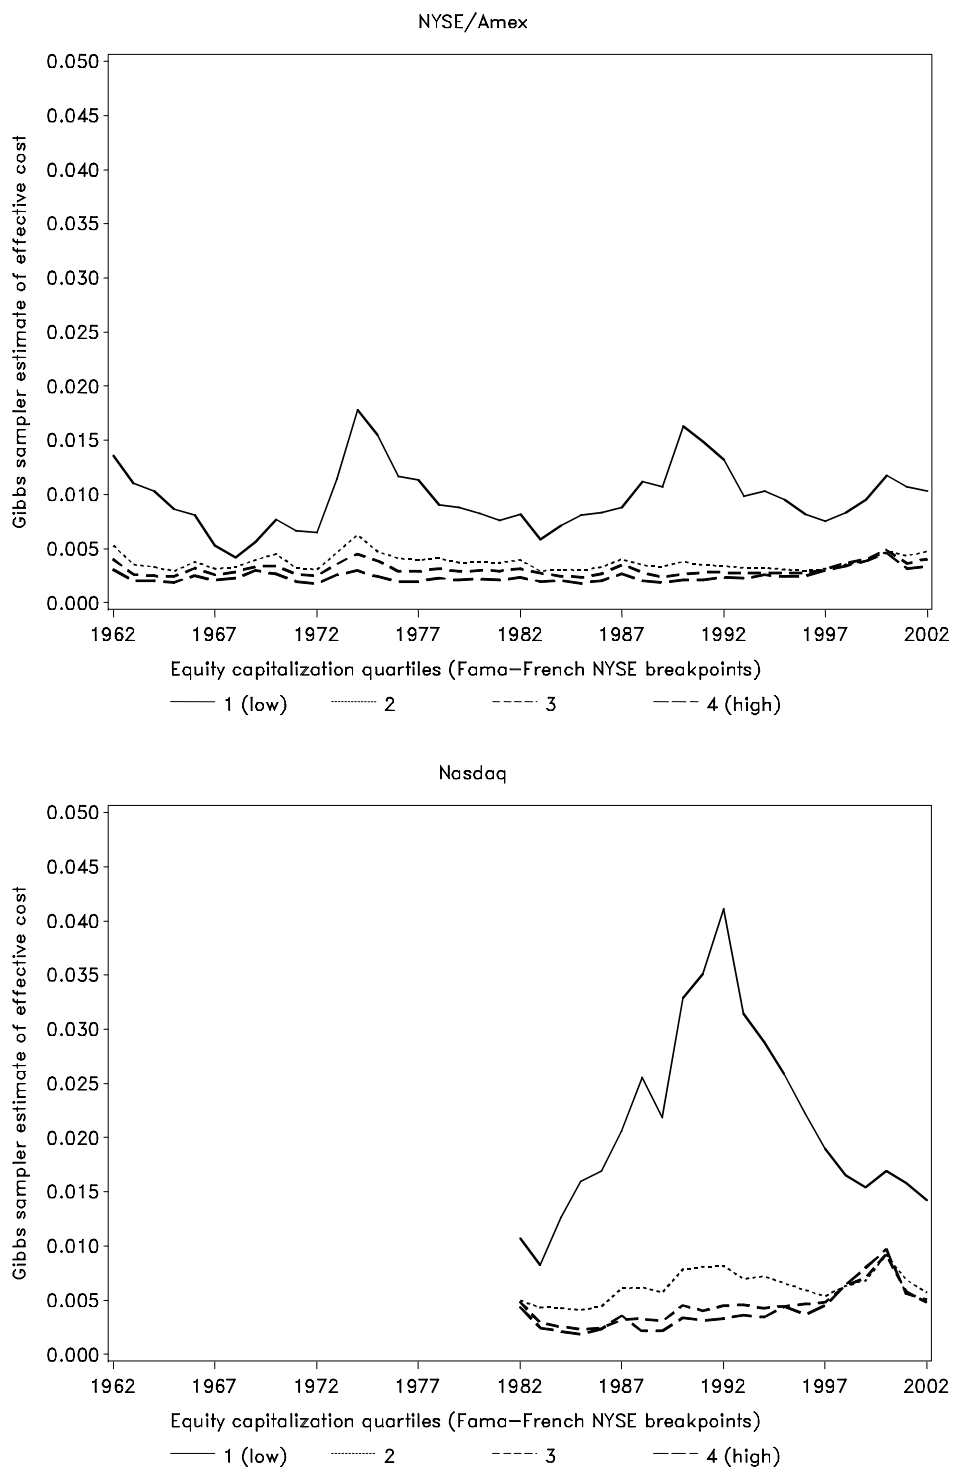 NYSE/Amex
Gibbs sampler estimate of effective cost
0.050
0.045
0.040
0.035
0.030
0.025
0.020
0.015
0.010
0.005
0.000
1962 1967 1972 1977 1982 1987 1992 1997 2002
Equity capitalization quartiles (Fama-French NYSE breakpoints)
1 (low) 2 3 4 (high)
Nasdaq
Gibbs sampler estimate of effective cost
0.050
0.045
0.040
0.035
0.030
0.025
0.020
0.015
0.010
0.005
0.000
1962 1967 1972 1977 1982 1987 1992 1997 2002
Equity capitalization quartiles (Fama-French NYSE breakpoints)
1 (low) 2 3 4 (high)